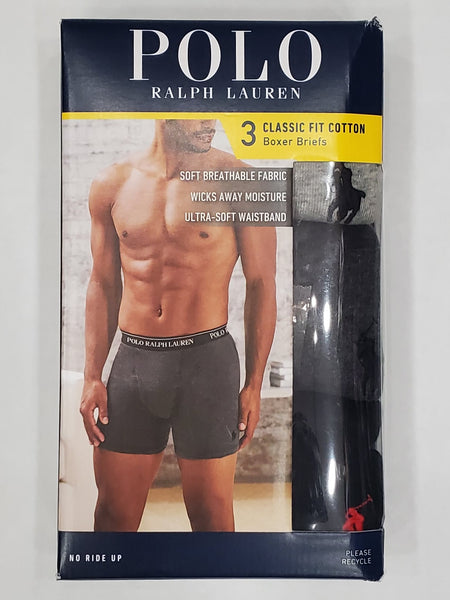 POLO
RALPH LAUREN
3 CLASSIC FIT COTTON
Boxer Briefs
SOFT BREATHABLE FABRIC
WICKS AWAY MOISTURE
ULTRA-SOFT WAISTBAND
POLO RALPH LAUREN
NO RIDE UP
PLEASE
RECYCLE